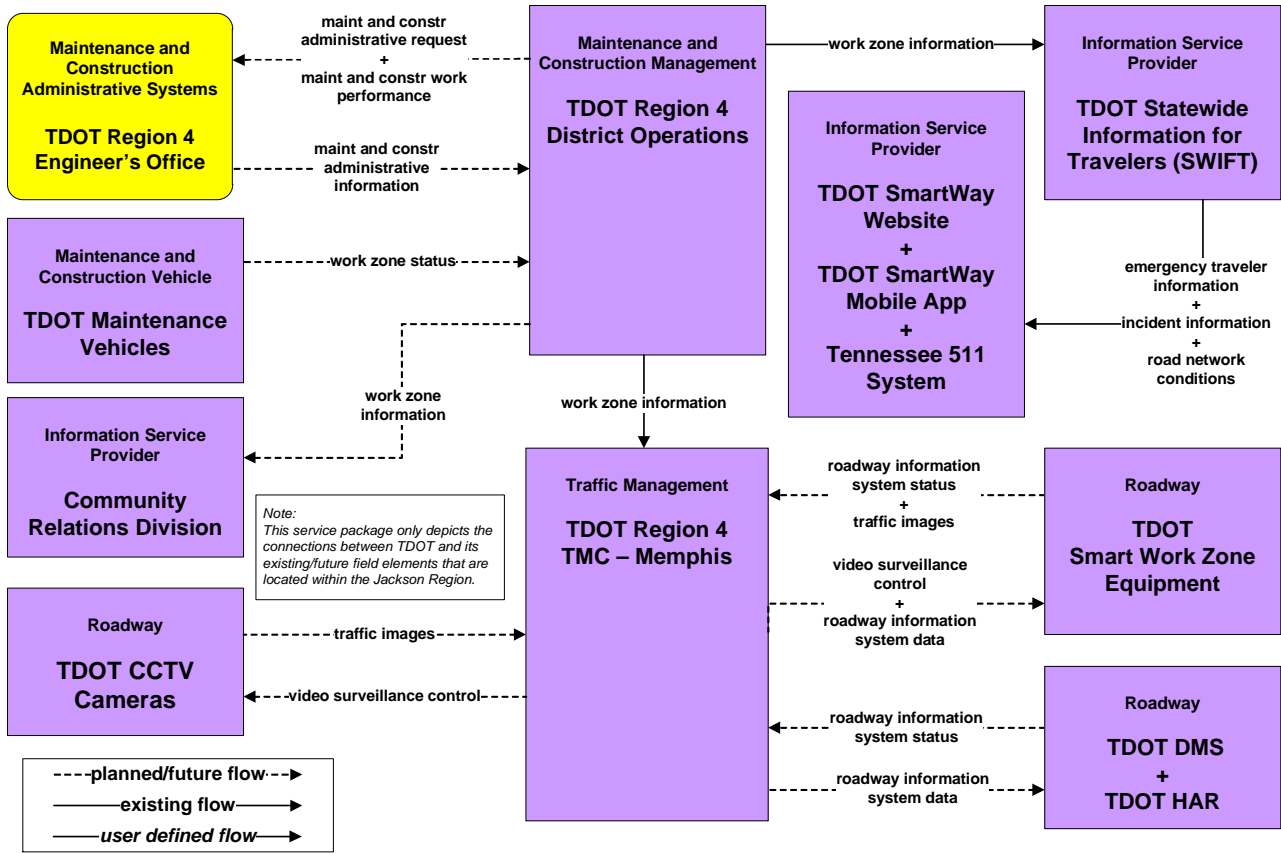 Maintenance and
Construction
Administrative Systems
TDOT Region 4
Engineer's Office
maint and constr
administrative request
+
maint and constr work
performance
maint and constr
administrative
information
Maintenance and
Construction Management
TDOT Region 4
District Operations
work zone information
Information Service
Provider
TDOT Statewide
Information for
Travelers (SWIFT)
Information Service
Provider
TDOT SmartWay
Website
+
TDOT SmartWay
Mobile App
+
Tennessee 511
System
emergency traveler
information
+
incident information
+
road network
conditions
Maintenance and
Construction Vehicle
TDOT Maintenance
Vehicles
work zone status
work zone
information
work zone information
Information Service
Provider
Community
Relations Division
Note:
This service package only depicts the
connections between TDOT and its
existing/future field elements that are
located within the Jackson Region.
Traffic Management
TDOT Region 4
TMC – Memphis
roadway information
system status
+
traffic images
video surveillance
control
+
roadway information
system data
Roadway
TDOT
Smart Work Zone
Equipment
Roadway
TDOT CCTV
Cameras
traffic images
video surveillance control
roadway information
system status
roadway information
system data
Roadway
TDOT DMS
+
TDOT HAR
planned/future flow
existing flow
user defined flow